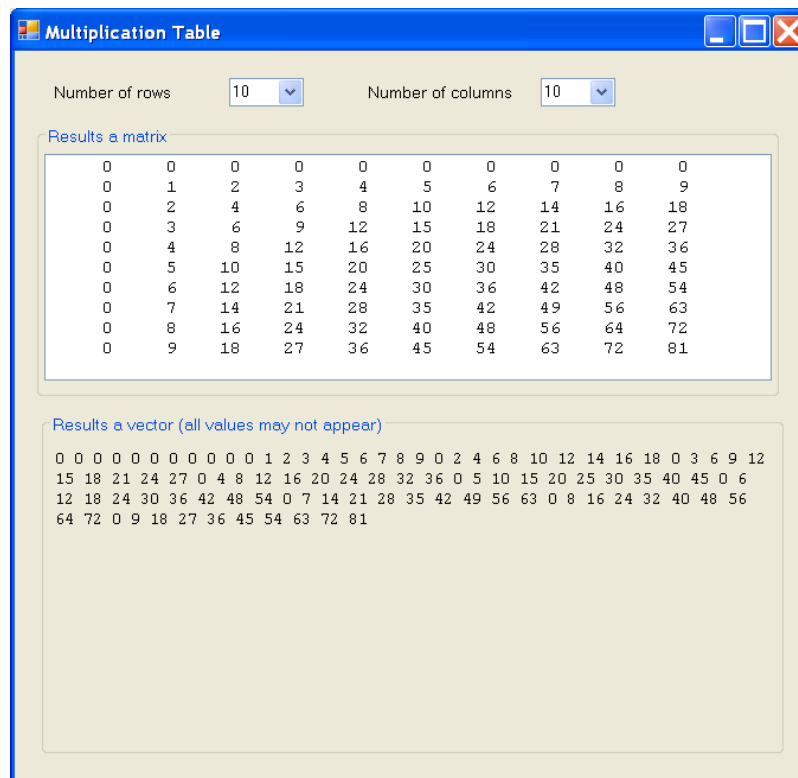 Multiplication Table
Number of rows 10 Number of columns 10
Results a matrix
0 0 0 0 0 0 0 0 0 0
0 1 2 3 4 5 6 7 8 9
0 2 4 6 8 10 12 14 16 18
0 3 6 9 12 15 18 21 24 27
0 4 8 12 16 20 24 28 32 36
0 5 10 15 20 25 30 35 40 45
0 6 12 18 24 30 36 42 48 54
0 7 14 21 28 35 42 49 56 63
0 8 16 24 32 40 48 56 64 72
0 9 18 27 36 45 54 63 72 81
Results a vector (all values may not appear)
0 0 0 0 0 0 0 0 0 0 0 1 2 3 4 5 6 7 8 9 0 2 4 6 8 10 12 14 16 18 0 3 6 9 12
15 18 21 24 27 0 4 8 12 16 20 24 28 32 36 0 5 10 15 20 25 30 35 40 45 0 6
12 18 24 30 36 42 48 54 0 7 14 21 28 35 42 49 56 63 0 8 16 24 32 40 48 56
64 72 0 9 18 27 36 45 54 63 72 81